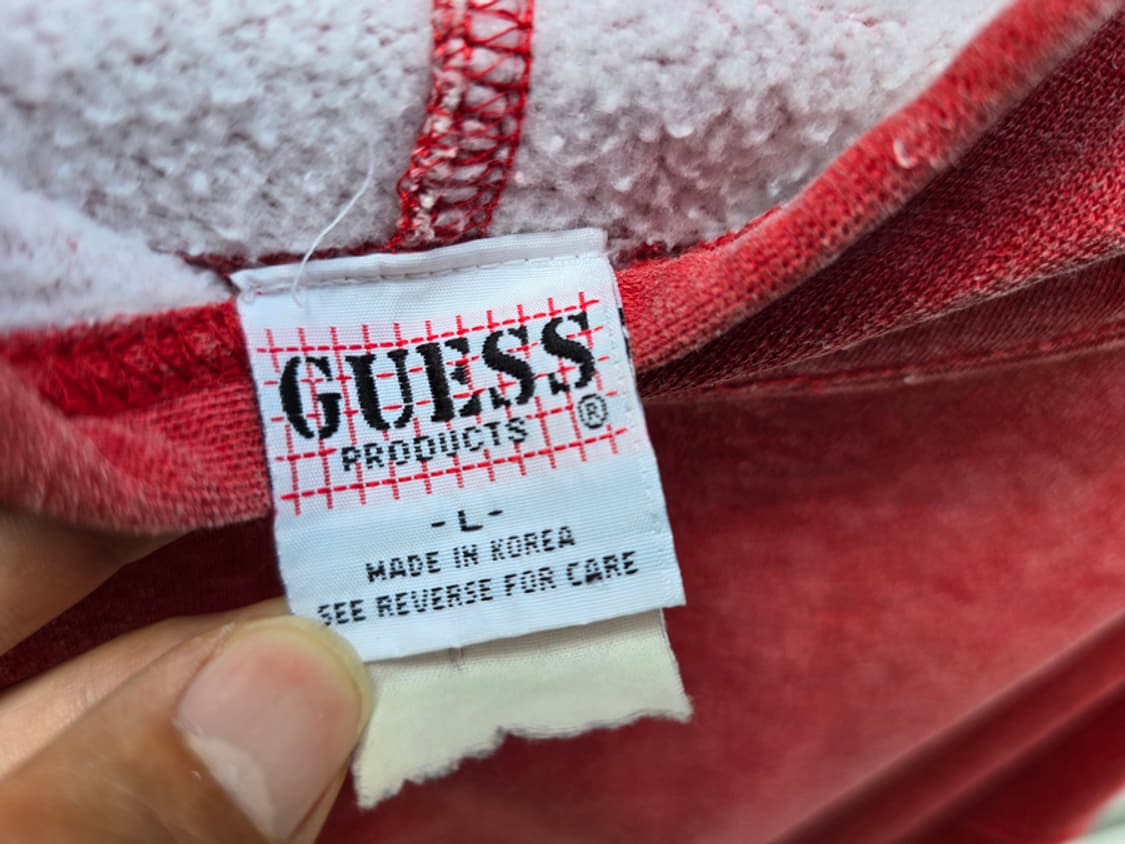 GUESS
PRODUCTS ®
- L -
MADE IN KOREA
SEE REVERSE FOR CARE